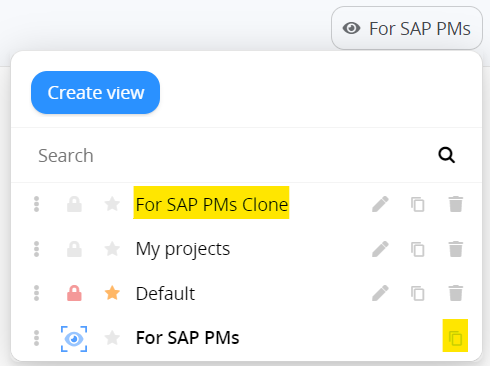 For SAP PMs
Create view
Search
For SAP PMs Clone
My projects
Default
For SAP PMs